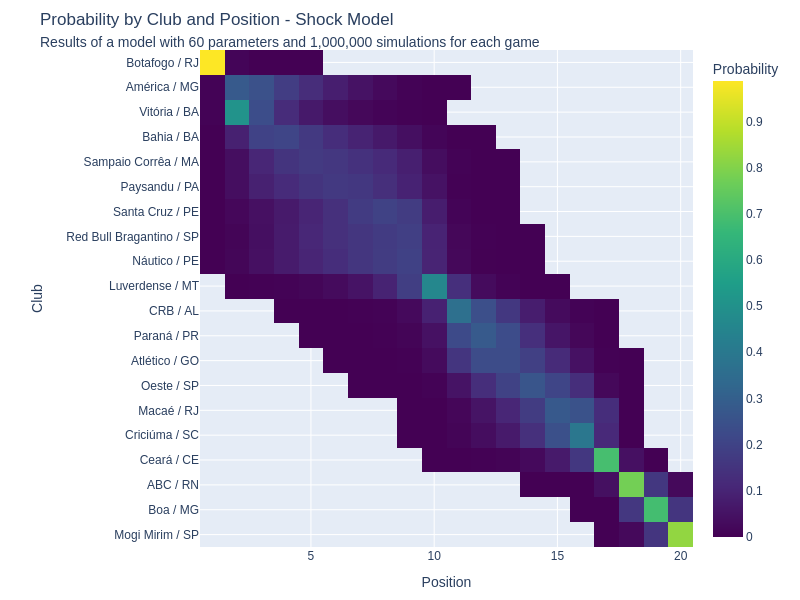 Probability by Club and Position - Shock Model
Results of a model with 60 parameters and 1,000,000 simulations for each game
Probability
Botafogo / RJ
América / MG
Vitória / BA
Bahia / BA
Sampaio Corrêa / MA
Paysandu / PA
Santa Cruz / PE
Red Bull Bragantino / SP
Náutico / PE
Luverdense / MT
CRB / AL
Paraná / PR
Atlético / GO
Oeste / SP
Macaé / RJ
Criciúma / SC
Ceará / CE
ABC / RN
Boa / MG
Mogi Mirim / SP
Club
5
10
15
20
Position
0.9
0.8
0.7
0.6
0.5
0.4
0.3
0.2
0.1
0